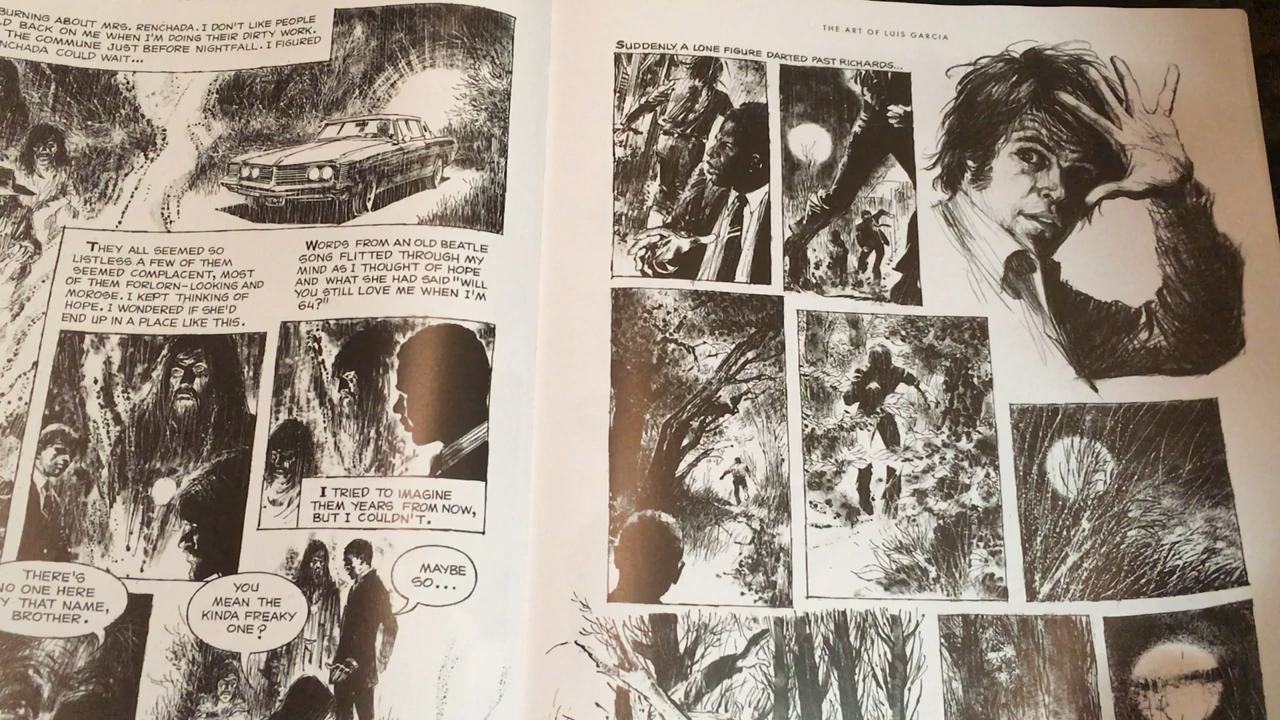 BURNING ABOUT MRS. RENCHADA. I DON'T LIKE PEOPLE
BACK ON ME WHEN I'M DOING THEIR DIRTY WORK.
THE COMMUNE JUST BEFORE NIGHTFALL. I FIGURED
COULD WAIT...
THEY ALL SEEMED SO
LISTLESS A FEW OF THEM
SEEMED COMPLACENT, MOST
OF THEM FORLORN-LOOKING AND
MOROSE. I KEPT THINKING OF
HOPE. I WONDERED IF SHE'D
END UP IN A PLACE LIKE THIS.
WORDS FROM AN OLD BEATLE
SONG FLITTED THROUGH MY
MIND AS I THOUGHT OF HOPE
AND WHAT SHE HAD SAID "WILL
YOU STILL LOVE ME WHEN I'M
64?"
I TRIED TO IMAGINE
THEM YEARS FROM NOW,
BUT I COULDN'T.
THERE'S
NO ONE HERE
THAT NAME,
BROTHER.
YOU
MEAN THE
KINDA FREAKY
ONE?
MAYBE
SO...
THE ART OF LUIS GARCIA
SUDDENLY A LONE FIGURE DARTED PAST RICHARDS...